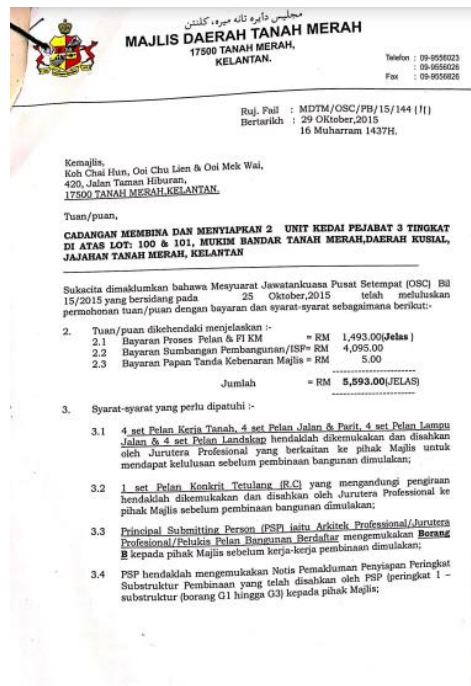 مجليس دايره تانه ميره، كلنتن
MAJLIS DAERAH TANAH MERAH
17500 TANAH MERAH,
KELANTAN.
Telefon : 09-9556023
: 09-9556026
Fax : 09-9556826
Ruj. Fail : MDTM/OSC/PB/15/144 (11)
Bertarikh : 29 OKtober,2015
16 Muharram 1437H.
Kemajlis,
Koh Chai Hun, Ooi Chu Lien & Ooi Mek Wai,
420, Jalan Taman Hiburan,
17500 TANAH MERAH,KELANTAN.
Tuan/puan,
CADANGAN MEMBINA DAN MENYIAPKAN 2 UNIT KEDAI PEJABAT 3 TINGKAT
DI ATAS LOT: 100 & 101, MUKIM BANDAR TANAH MERAH,DAERAH KUSIAL,
JAJAHAN TANAH MERAH, KELANTAN
Sukacita dimaklumkan bahawa Mesyuarat Jawatankuasa Pusat Setempat (OSC) Bil
15/2015 yang bersidang pada 25 Oktober,2015 telah meluluskan
permohonan tuan/puan dengan bayaran dan syarat-syarat sebagaimana berikut:-
2. Tuan/puan dikehendaki menjelaskan :-
2.1 Bayaran Proses Pelan & FI KM = RM 1,493.00(Jelas )
2.2 Bayaran Sumbangan Pembangunan/ISF= RM 4,095.00
2.3 Bayaran Papan Tanda Kebenaran Majlis = RM 5.00
Jumlah = RM 5,593.00(JELAS)
3. Syarat-syarat yang perlu dipatuhi :-
3.1 4 set Pelan Kerja Tanah, 4 set Pelan Jalan & Parit, 4 set Pelan Lampu
Jalan & 4 set Pelan Landskap hendaklah dikemukakan dan disahkan
oleh Jurutera Profesional yang berkaitan ke pihak Majlis untuk
mendapat kelulusan sebelum pembinaan bangunan dimulakan;
3.2 1 set Pelan Konkrit Tetulang (R.C) yang mengandungi pengiraan
hendaklah dikemukakan dan disahkan oleh Jurutera Professional ke
pihak Majlis sebelum pembinaan bangunan dimulakan;
3.3 Principal Submitting Person (PSP) iaitu Arkitek Professional/Jurutera
Profesional/Pelukis Pelan Bangunan Berdaftar mengemukakan Borang
B kepada pihak Majlis sebelum kerja-kerja pembinaan dimulakan;
3.4 PSP hendaklah mengemukakan Notis Pemakluman Penyiapan Peringkat
Substruktur Pembinaan yang telah disahkan oleh PSP (peringkat 1 –
substruktur (borang G1 hingga G3) kepada pihak Majlis;